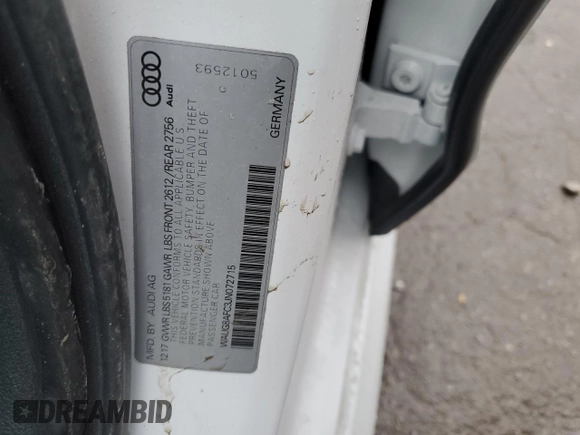 MFD BY AUDI AG
12.17 GVWR LBS 5181 GAWR LBS FRONT 2612 /REAR 2756
THIS VEHICLE CONFORMS TO ALL APPLICABLE U S
FEDERAL MOTOR VEHICLE SAFETY, BUMPER AND THEFT
PREVENTION STANDARDS IN EFFECT ON THE DATE OF
MANUFACTURE SHOWN ABOVE
PASSENGER CAR
WAUG8AFC3JN072715
GERMANY
Audi
5012593
C
DREAMBID